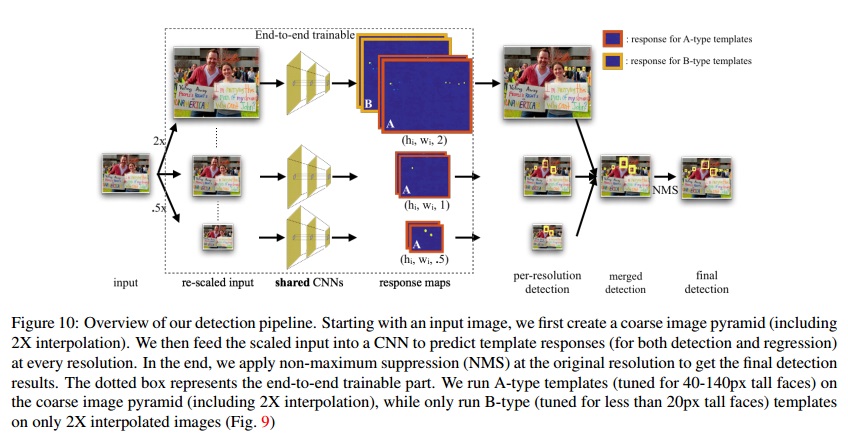 End-to-end trainable
: response for A-type templates
: response for B-type templates
B
A
(hi, wi, 2)
2x
A
(hi, wi, 1)
NMS
.5x
A
(hi, wi, .5)
input
re-scaled input
shared CNNs
response maps
per-resolution
detection
merged
detection
final
detection
Figure 10: Overview of our detection pipeline. Starting with an input image, we first create a coarse image pyramid (including
2X interpolation). We then feed the scaled input into a CNN to predict template responses (for both detection and regression)
at every resolution. In the end, we apply non-maximum suppression (NMS) at the original resolution to get the final detection
results. The dotted box represents the end-to-end trainable part. We run A-type templates (tuned for 40-140px tall faces) on
the coarse image pyramid (including 2X interpolation), while only run B-type (tuned for less than 20px tall faces) templates
on only 2X interpolated images (Fig. 9)